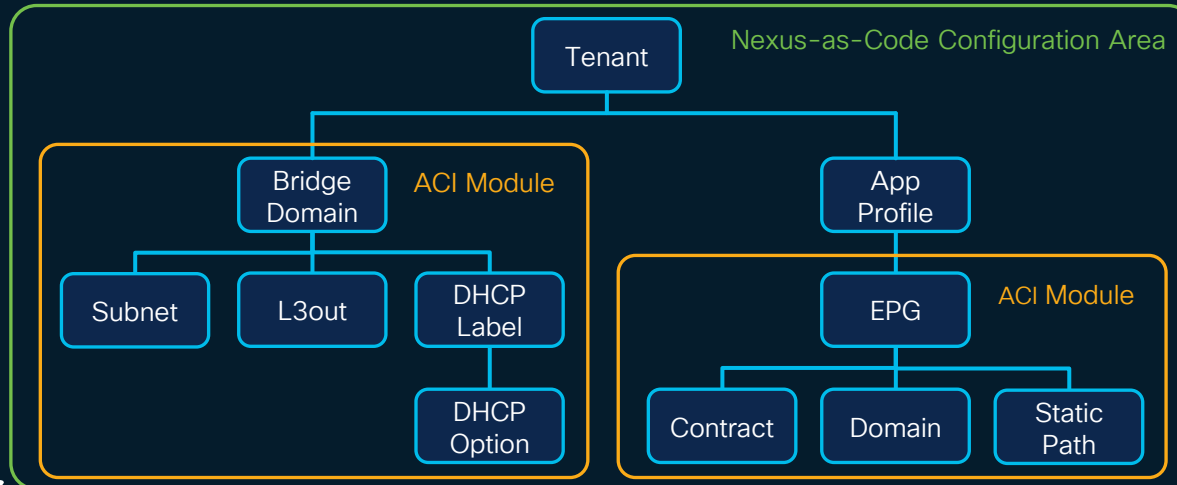 Nexus-as-Code Configuration Area
Tenant
Bridge
Domain
ACI Module
App
Profile
Subnet
L3out
DHCP
Label
EPG
ACI Module
DHCP
Option
Contract
Domain
Static
Path